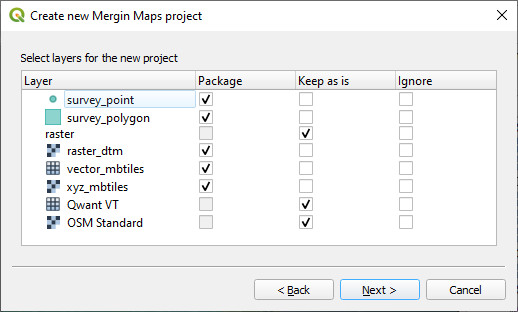 Create new Mergin Maps project
Select layers for the new project
Layer Package Keep as is Ignore
survey_point
survey_polygon
raster
raster_dtm
vector_mbtiles
xyz_mbtiles
Qwant VT
OSM Standard
< Back Next > Cancel